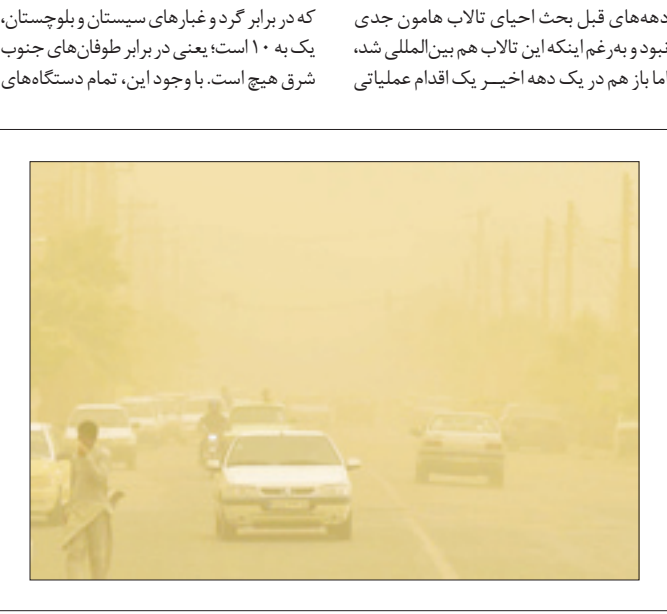 دهه‌های قبل بحث احیای تالاب هامون جدی
نبود و به‌رغم اینکه این تالاب هم بین‌المللی شد،
اما باز هم در یک دهه اخیـر یک اقدام عملیاتی
که در برابر گرد و غبارهای سیستان و بلوچستان،
یک به ۱۰ است؛ یعنی در برابر طوفان‌های جنوب
شرق هیچ است. با وجود این، تمام دستگاه‌های